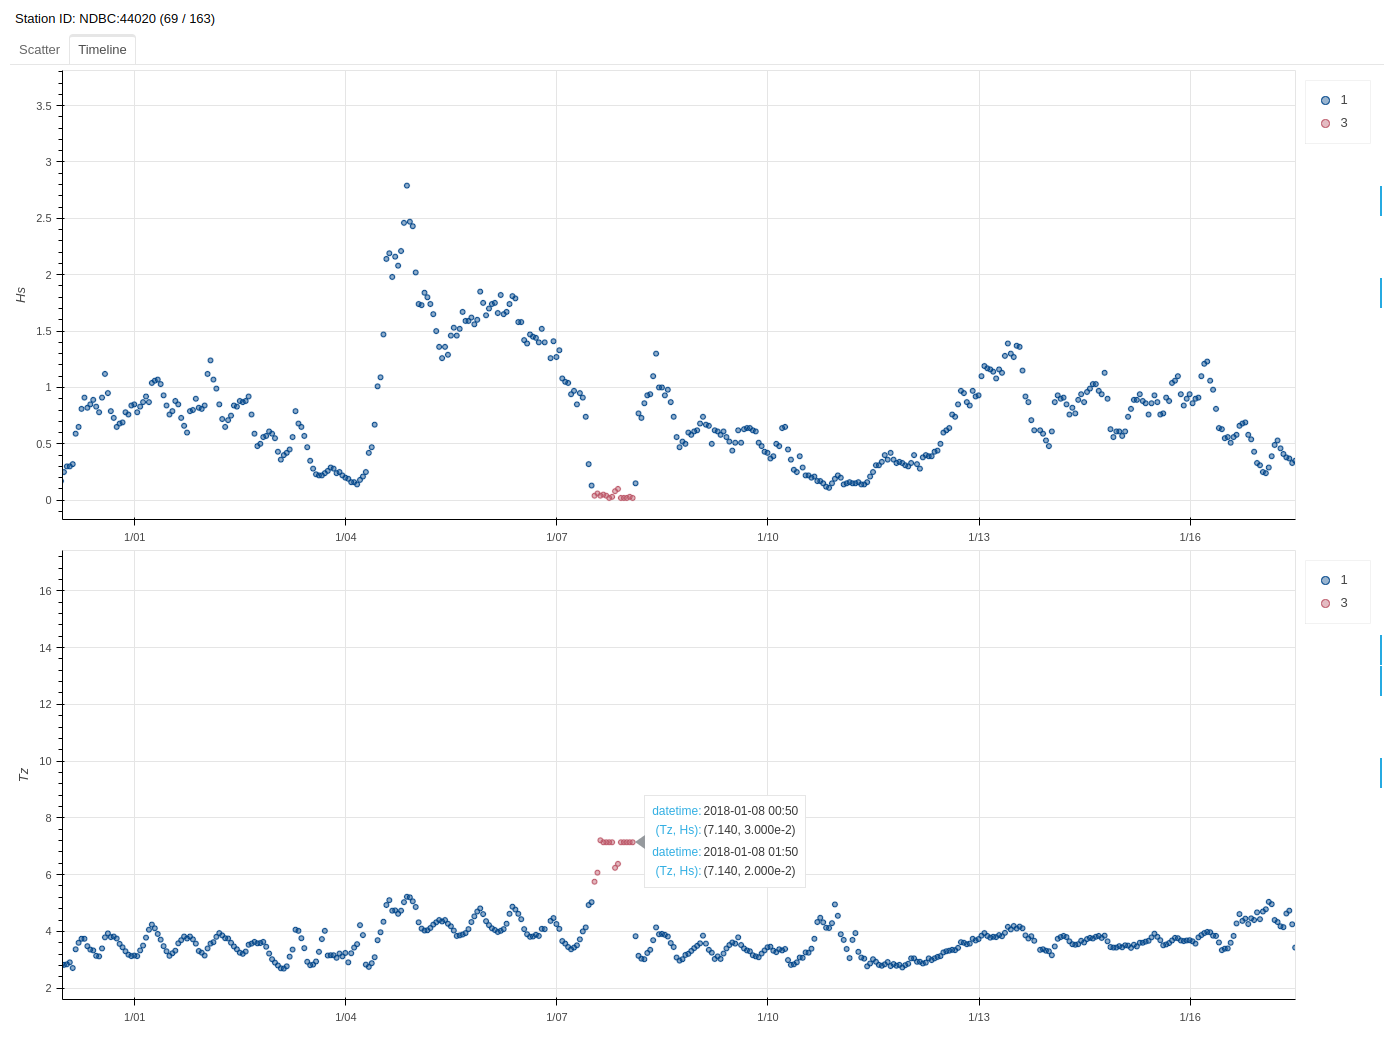 Station ID: NDBC:44020 (69 / 163)
Scatter Timeline
3.5
3
2.5
2
1.5
1
0.5
0
Hs
1/01 1/04 1/07 1/10 1/13 1/16
1
3
16
14
12
10
8
6
4
2
Tz
datetime: 2018-01-08 00:50
(Tz, Hs): (7.140, 3.000e-2)
datetime: 2018-01-08 01:50
(Tz, Hs): (7.140, 2.000e-2)
1/01 1/04 1/07 1/10 1/13 1/16
1
3